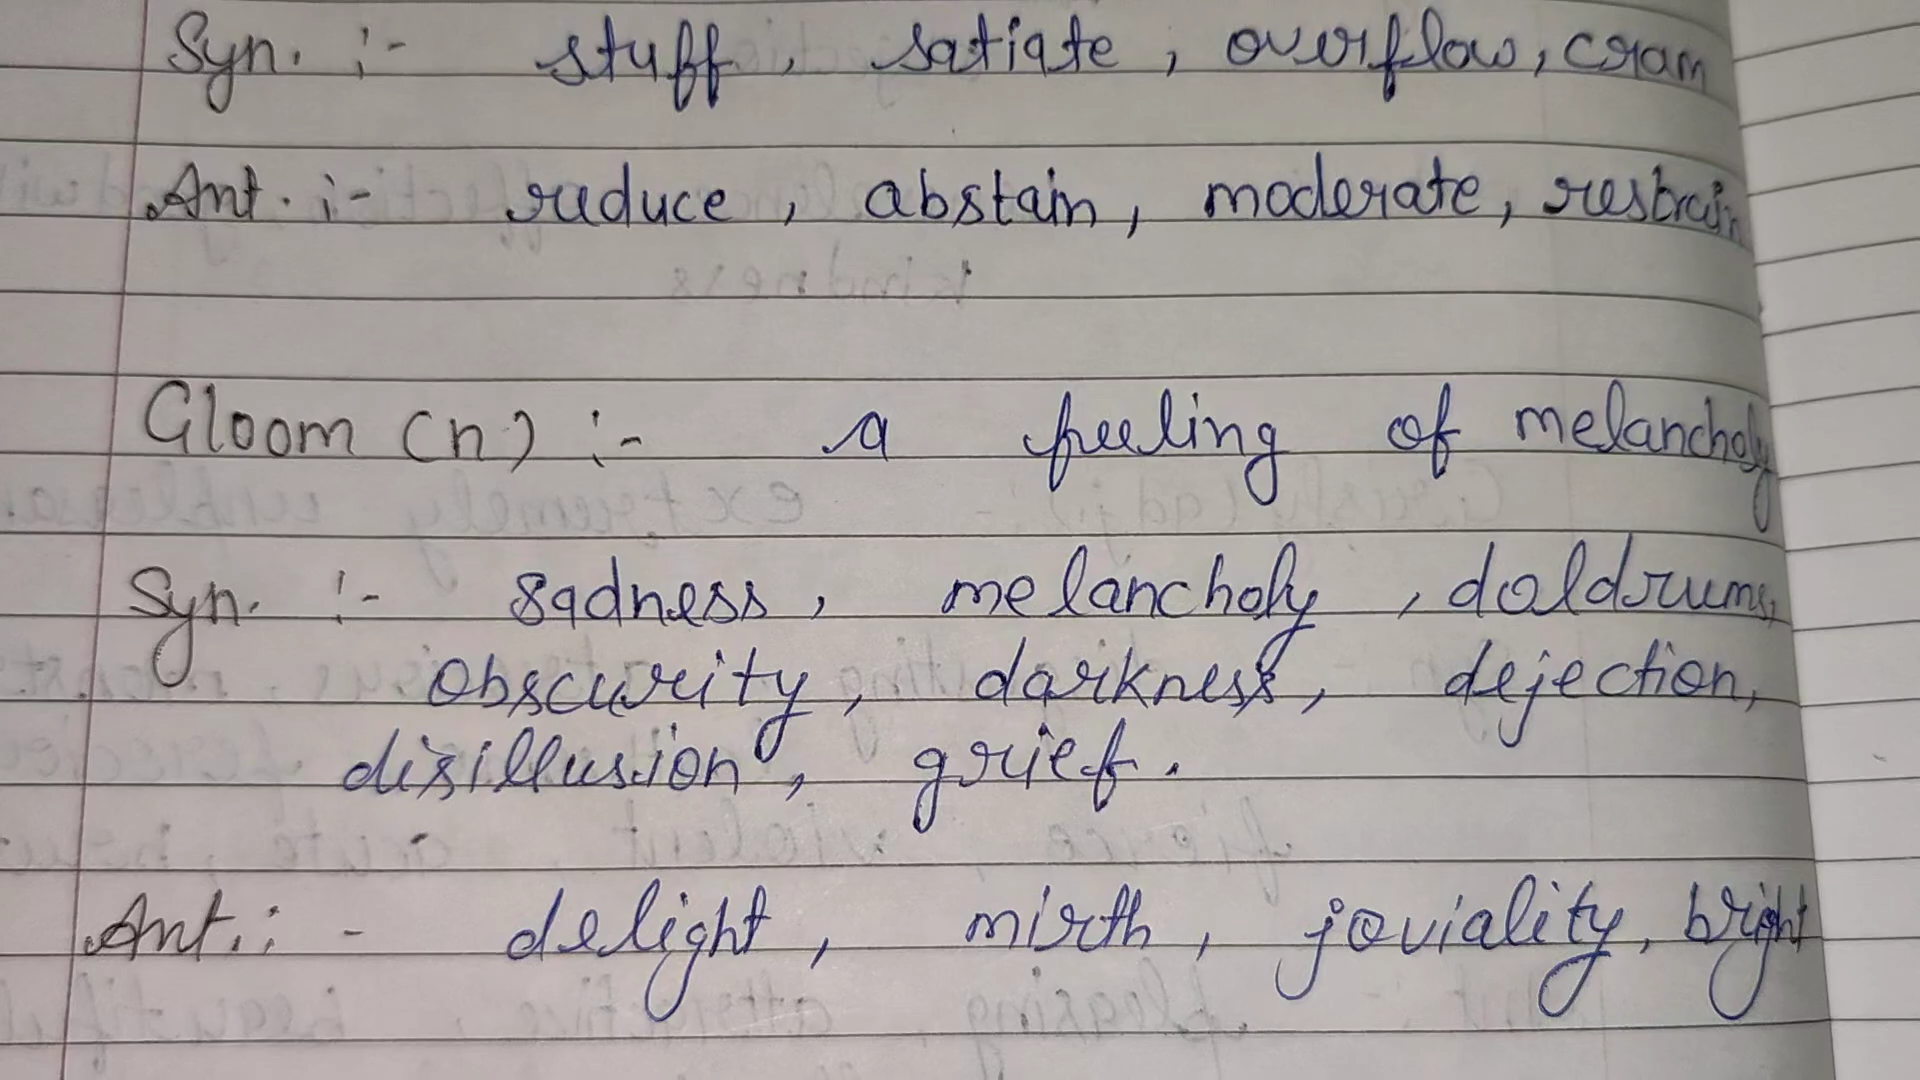 Syn. :- stuff, satiate, overflow, cram
Ant. :- reduce, abstain, moderate, restrain
Gloom (n) :- a feeling of melancholy
Syn. :- sadness, melancholy, doldrums,
obscurity, darkness, dejection,
disillusion, grief.
Ant. :- delight, mirth, joviality, bright